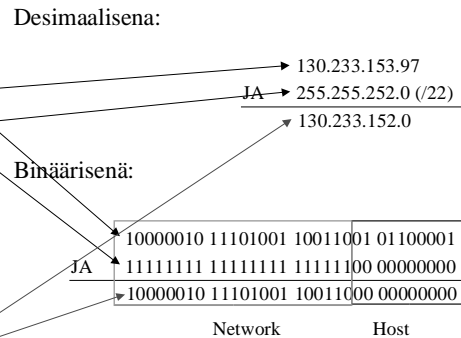 Desimaalisena:
130.233.153.97
JA 255.255.252.0 (/22)
130.233.152.0
Binäärisenä:
10000010 11101001 10011001 01100001
JA 11111111 11111111 11111100 00000000
10000010 11101001 10011000 00000000
Network Host